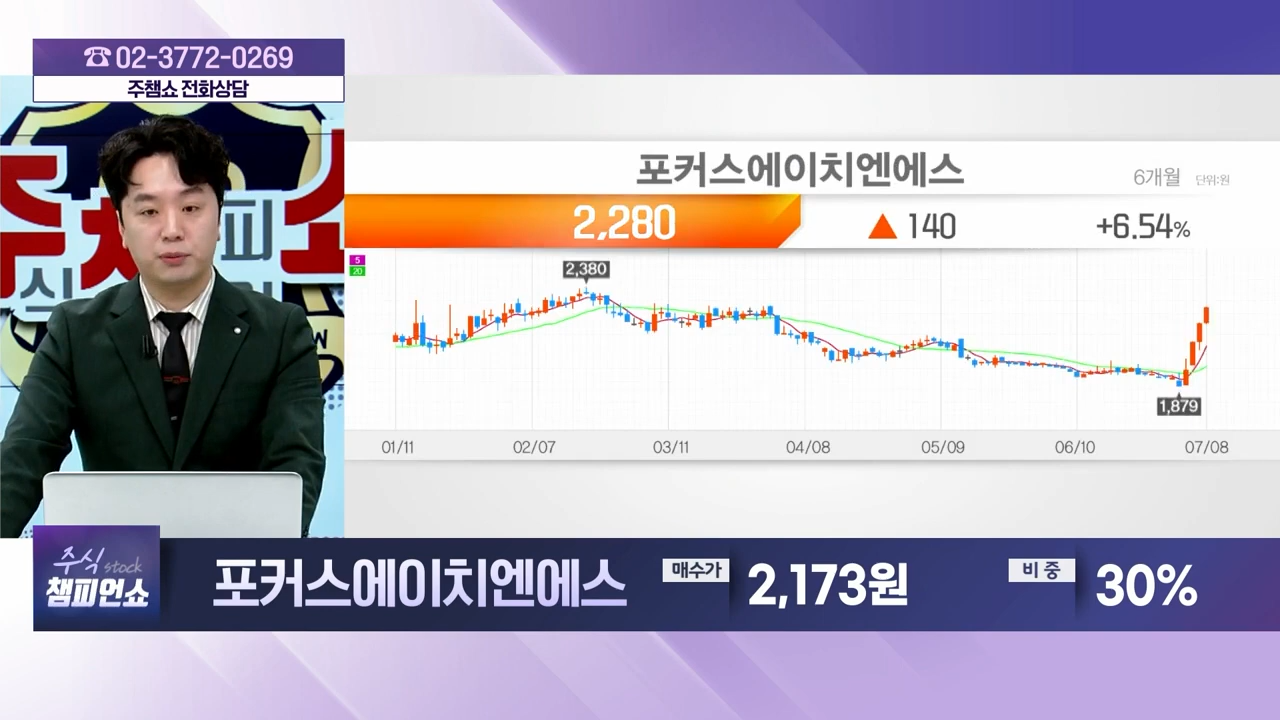 ☎02-3772-0269
주챔쇼 전화상담
포커스에이치엔에스
6개월 단위:원
2,280 ▲ 140 +6.54%
5
20
2,380
1,879
01/11 02/07 03/11 04/08 05/09 06/10 07/08
주식 stock
챔피언쇼
포커스에이치엔에스 매수가 2,173원 비중 30%